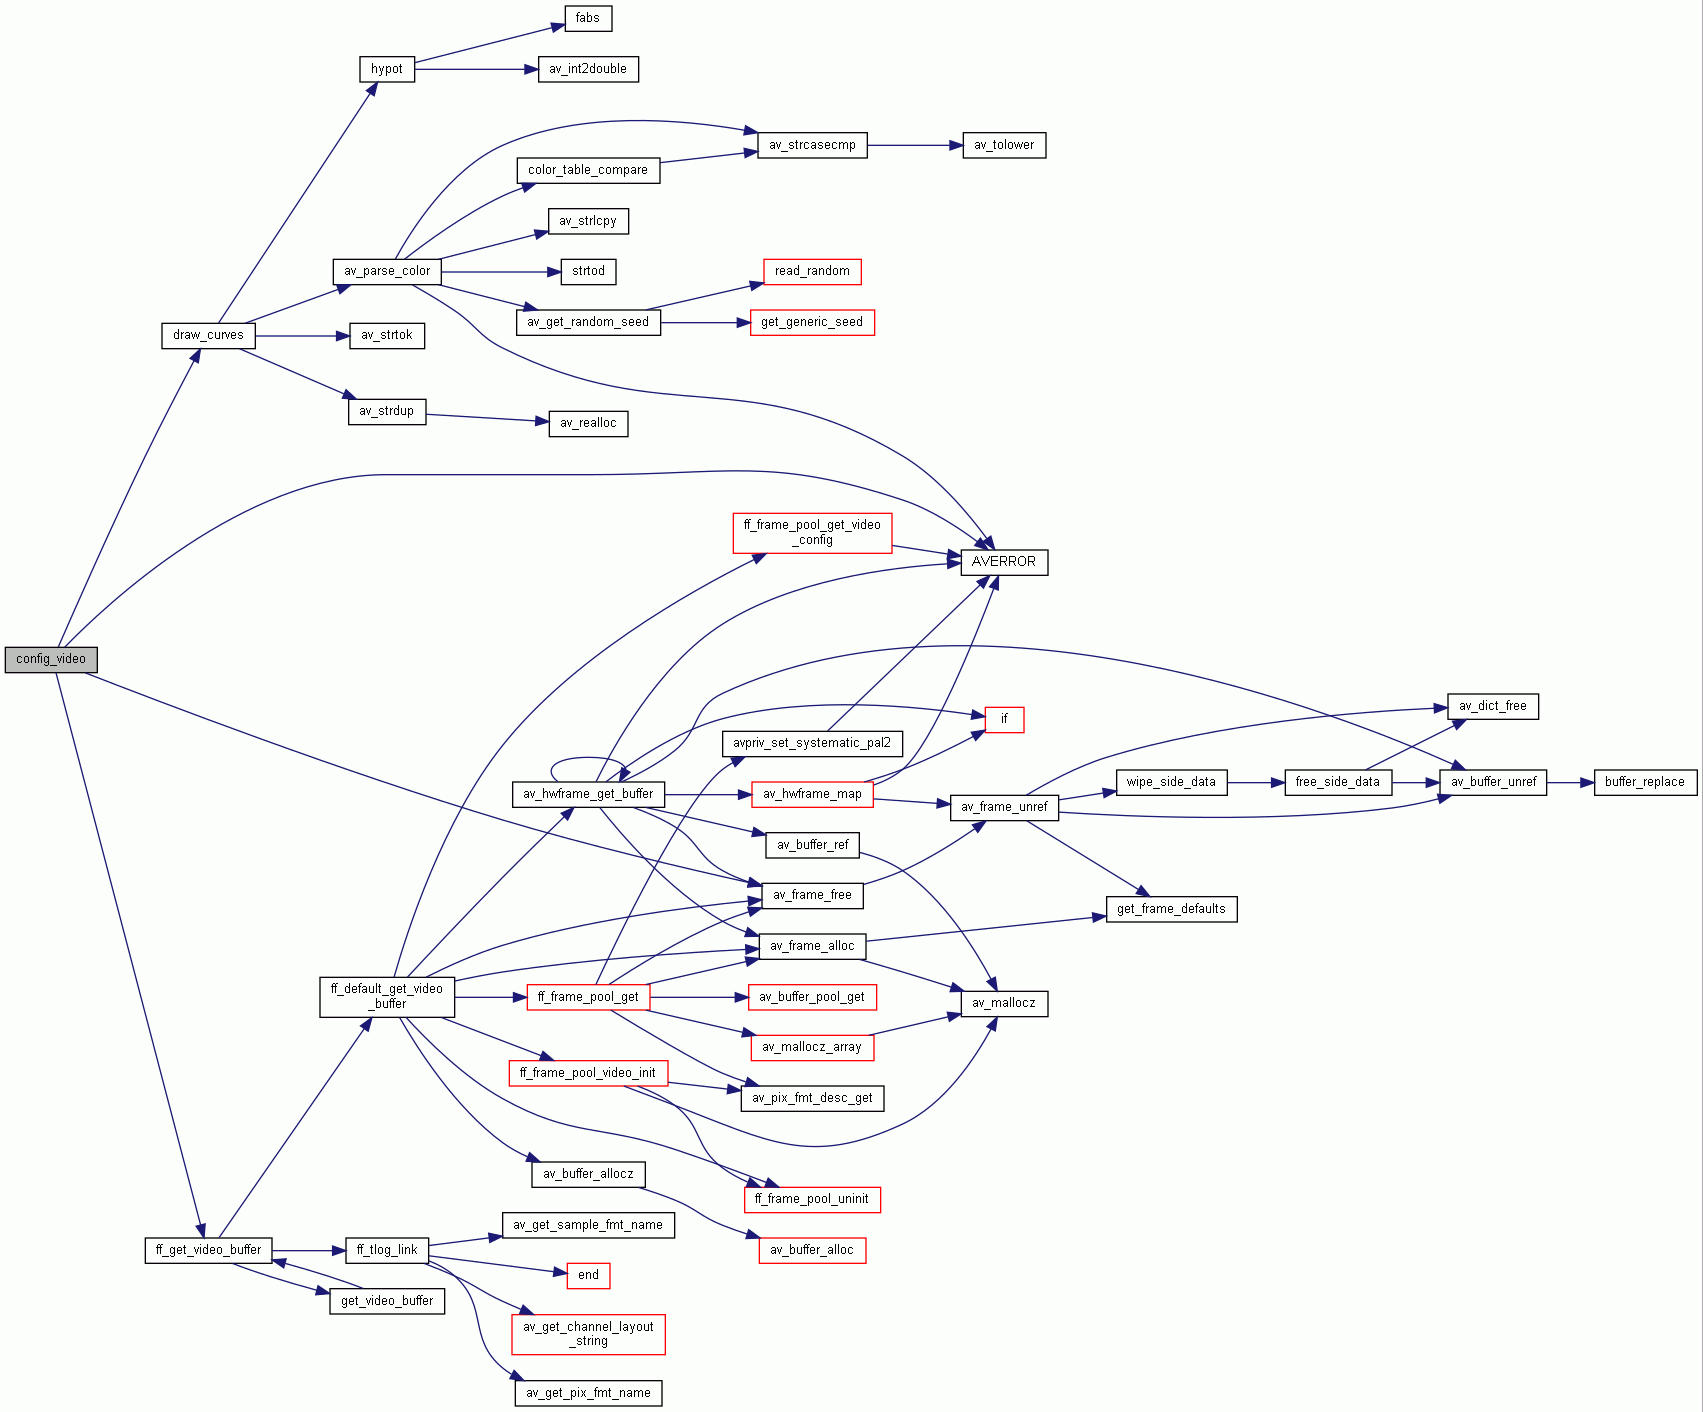 fabs
hypot
av_int2double
av_strcasecmp
av_tolower
color_table_compare
av_strlcpy
av_parse_color
strtod
read_random
av_get_random_seed
get_generic_seed
draw_curves
av_strtok
av_strdup
av_realloc
ff_frame_pool_get_video
_config
AVERROR
config_video
av_dict_free
if
avpriv_set_systematic_pal2
wipe_side_data
free_side_data
av_buffer_unref
buffer_replace
av_hwframe_get_buffer
av_hwframe_map
av_frame_unref
av_buffer_ref
av_frame_free
get_frame_defaults
av_frame_alloc
ff_default_get_video
_buffer
ff_frame_pool_get
av_buffer_pool_get
av_mallocz
av_mallocz_array
ff_frame_pool_video_init
av_pix_fmt_desc_get
av_buffer_allocz
ff_frame_pool_uninit
av_get_sample_fmt_name
ff_get_video_buffer
ff_tlog_link
av_buffer_alloc
end
get_video_buffer
av_get_channel_layout
_string
av_get_pix_fmt_name